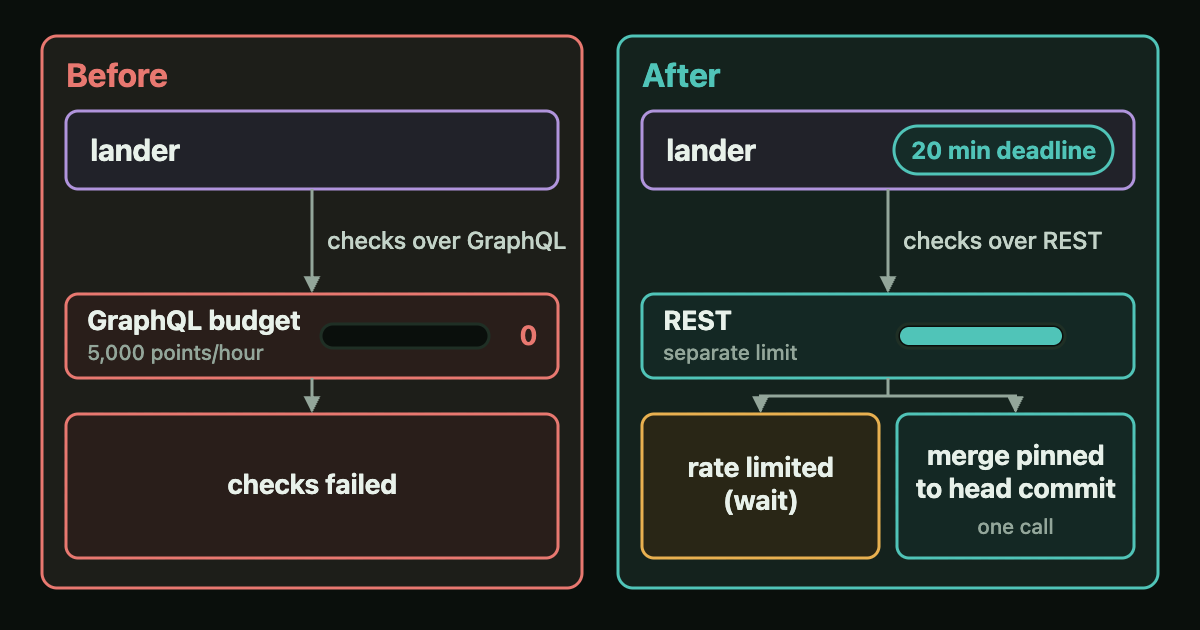 Before
lander
checks over GraphQL
GraphQL budget
5,000 points/hour
0
checks failed
After
lander
20 min deadline
checks over REST
REST
separate limit
rate limited
(wait)
merge pinned
to head commit
one call